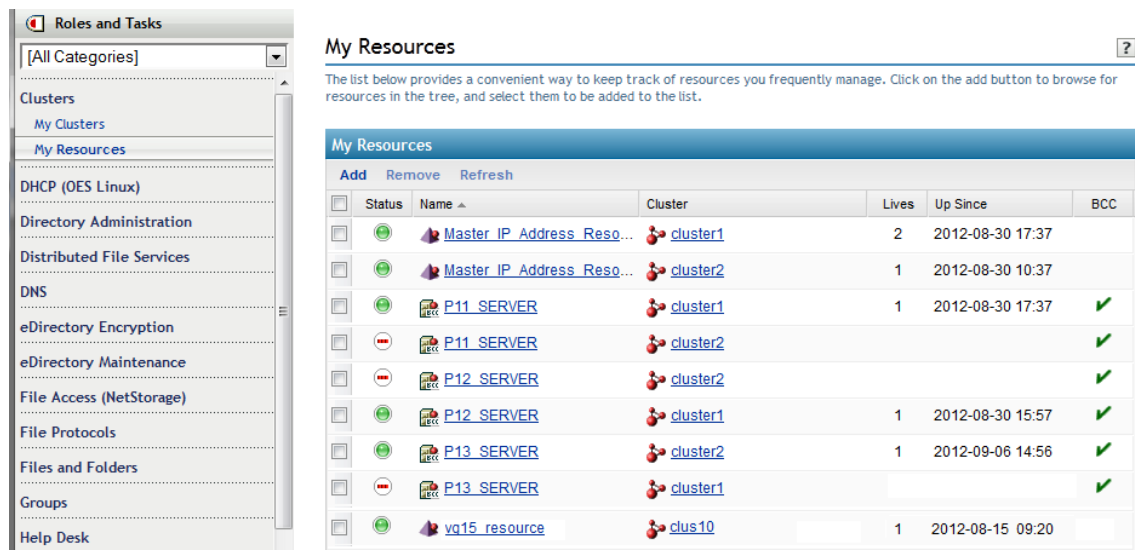 Roles and Tasks
[All Categories]
Clusters
My Clusters
My Resources
DHCP (OES Linux)
Directory Administration
Distributed File Services
DNS
eDirectory Encryption
eDirectory Maintenance
File Access (NetStorage)
File Protocols
Files and Folders
Groups
Help Desk
My Resources
?
The list below provides a convenient way to keep track of resources you frequently manage. Click on the add button to browse for
resources in the tree, and select them to be added to the list.
My Resources
Add Remove Refresh
Status Name Cluster Lives Up Since BCC
Master_IP_Address_Reso... cluster1 2 2012-08-30 17:37
Master_IP_Address_Reso... cluster2 1 2012-08-30 10:37
P11_SERVER cluster1 1 2012-08-30 17:37
P11_SERVER cluster2
P12_SERVER cluster2
P12_SERVER cluster1 1 2012-08-30 15:57
P13_SERVER cluster2 1 2012-09-06 14:56
P13_SERVER cluster1
vg15_resource clus10 1 2012-08-15 09:20